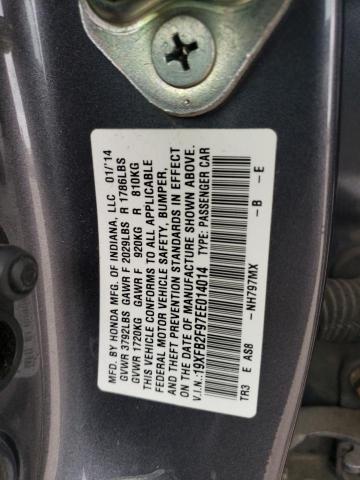 MFD. BY HONDA MFG. OF INDIANA, LLC 01/'14
GVWR 3792LBS GAWR F 2029LBS R 1786LBS
GVWR 1720KG GAWR F 920KG R 810KG
THIS VEHICLE CONFORMS TO ALL APPLICABLE
FEDERAL MOTOR VEHICLE SAFETY, BUMPER,
AND THEFT PREVENTION STANDARDS IN EFFECT
ON THE DATE OF MANUFACTURE SHOWN ABOVE.
V.I.N.:19XFB2F97EE014014 TYPE: PASSENGER CAR
TR3 E AS8 -NH797MX -B -E